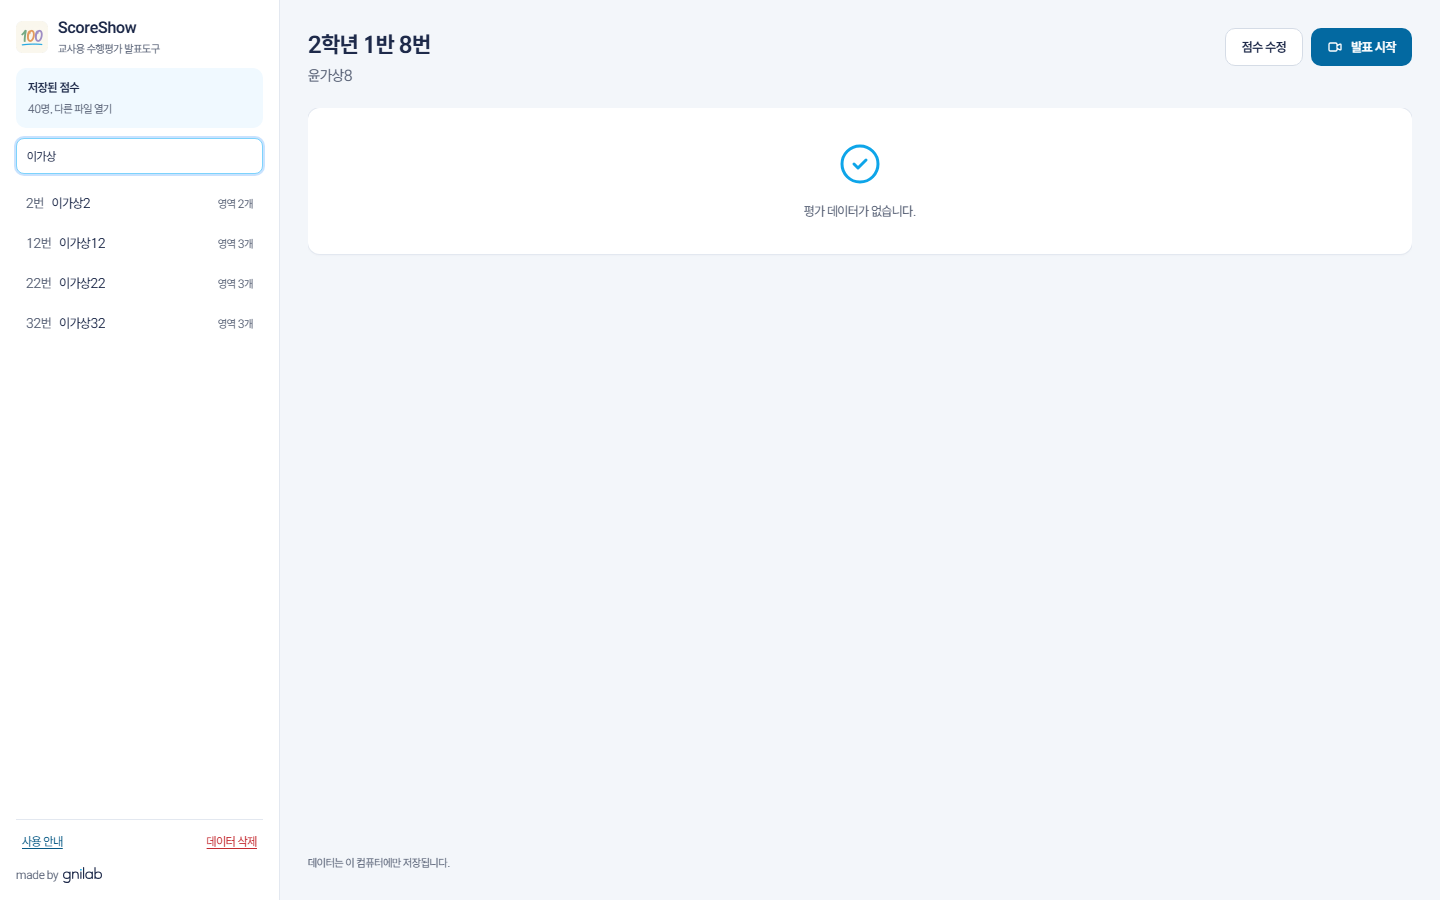 100
ScoreShow
교사용 수행평가 발표도구
저장된 점수
40명, 다른 파일 열기
이가상
2번 이가상2 영역 2개
12번 이가상12 영역 3개
22번 이가상22 영역 3개
32번 이가상32 영역 3개
사용 안내 데이터 삭제
made by gnilab
2학년 1반 8번
윤가상8
점수 수정 발표 시작
평가 데이터가 없습니다.
데이터는 이 컴퓨터에만 저장됩니다.